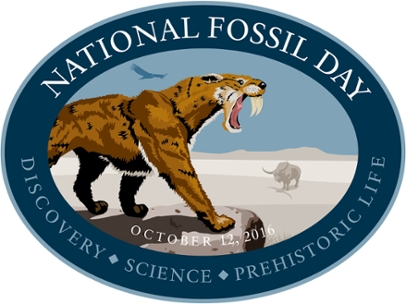 NATIONAL FOSSIL DAY
OCTOBER 12, 2016
DISCOVERY ◆ SCIENCE ◆ PREHISTORIC LIFE